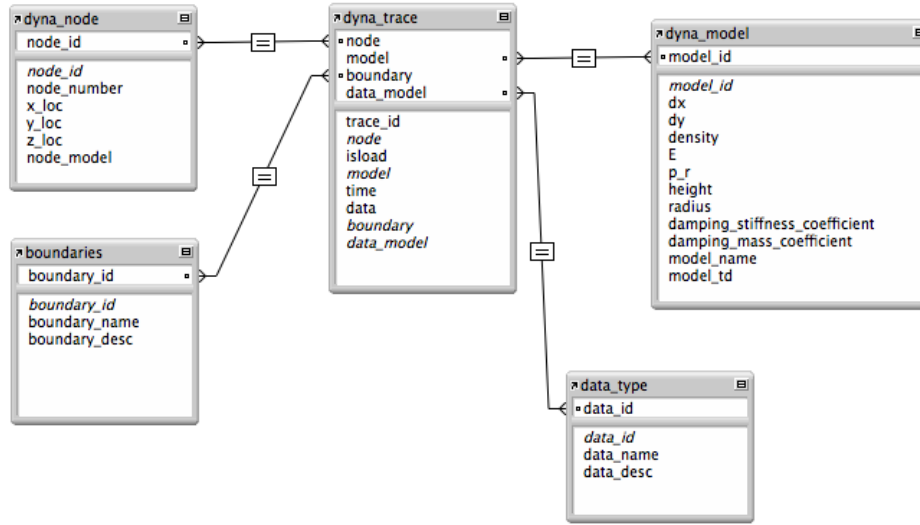 dyna_node
node_id
node_id
node_number
x_loc
y_loc
z_loc
node_model
dyna_trace
node
model
boundary
data_model
trace_id
node
isload
model
time
data
boundary
data_model
dyna_model
model_id
model_id
dx
dy
density
E
p_r
height
radius
damping_stiffness_coefficient
damping_mass_coefficient
model_name
model_td
boundaries
boundary_id
boundary_id
boundary_name
boundary_desc
data_type
data_id
data_id
data_name
data_desc